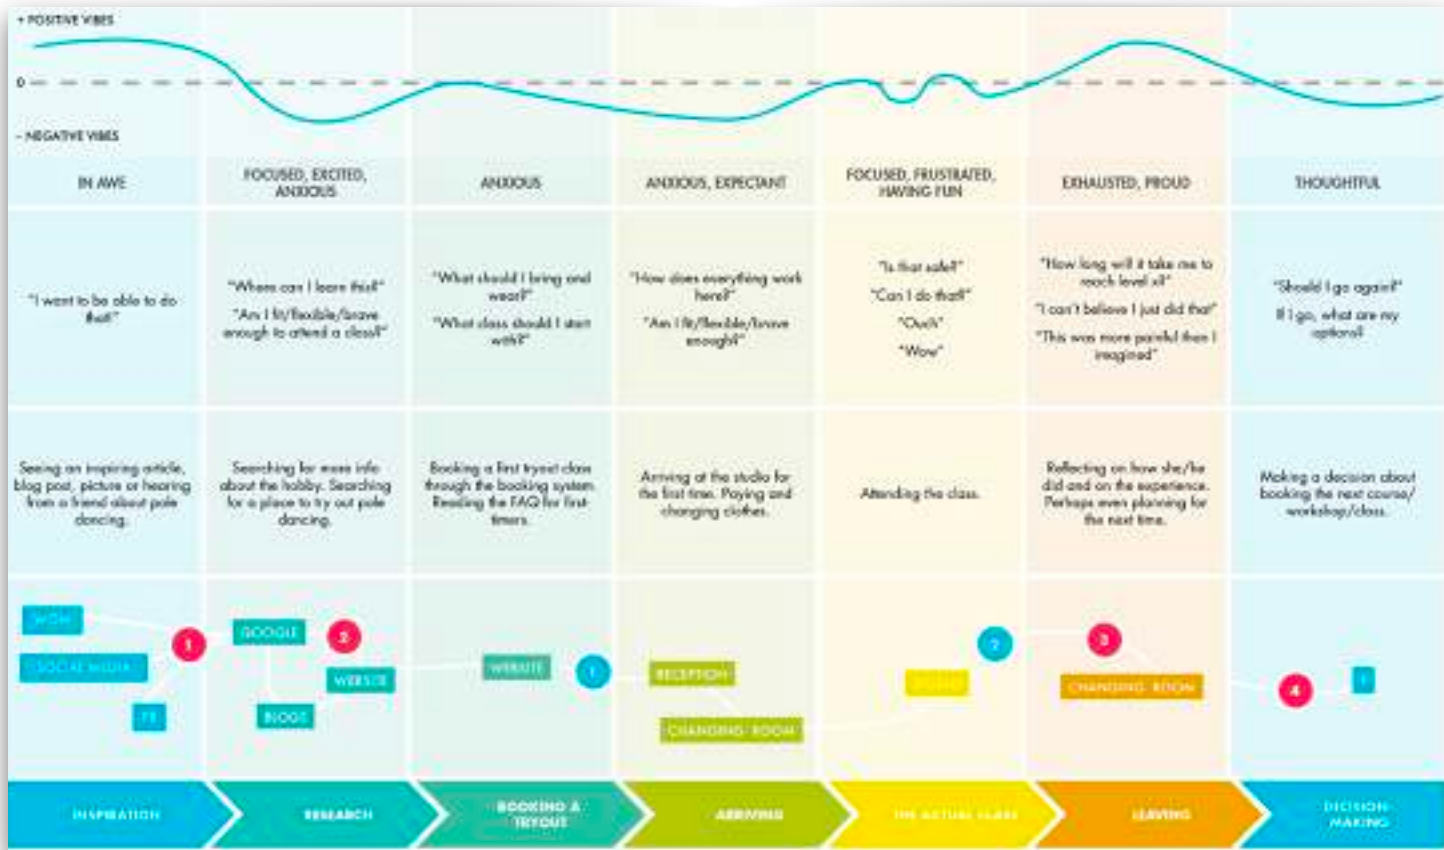 + POSITIVE VIBES
0
- NEGATIVE VIBES
IN AWE
FOCUSED, EXCITED,
ANXIOUS
ANXIOUS
ANXIOUS, EXPECTANT
FOCUSED, FRUSTRATED,
HAVING FUN
EXHAUSTED, PROUD
THOUGHTFUL
"I want to be able to do
that!"
"Where can I learn this?"
"Am I fit/flexible/brave
enough to attend a class?"
"What should I bring and
wear?"
"What class should I start
with?"
"How does everything work
here?"
"Am I fit/flexible/brave
enough?"
"Is that safe?"
"Can I do that?"
"Ouch"
"Wow"
"How long will it take me to
reach level x?"
"I can't believe I just did that"
"This was more painful than I
imagined"
"Should I go again?"
If I go, what are my
options?
Seeing an inspiring article,
blog post, picture or hearing
from a friend about pole
dancing.
Searching for more info
about the hobby. Searching
for a place to try out pole
dancing.
Booking a first tryout class
through the booking system
Reading the FAQ for first
timers.
Arriving at the studio for
the first time. Paying and
changing clothes.
Attending the class.
Reflecting on how she/he
did and on the experience.
Perhaps even planning for
the next time.
Making a decision about
booking the next course/
workshop/class.
WOM
SOCIAL MEDIA
1
GOOGLE
2
WEBSITE
BLOGS
WEBSITE
1
RECEPTION
CHANGING ROOM
2
3
CHANGING ROOM
4
INSPIRATION
RESEARCH
BOOKING A
TRYOUT
ARRIVING
THE ACTUAL CLASS
LEAVING
DECISION
MAKING